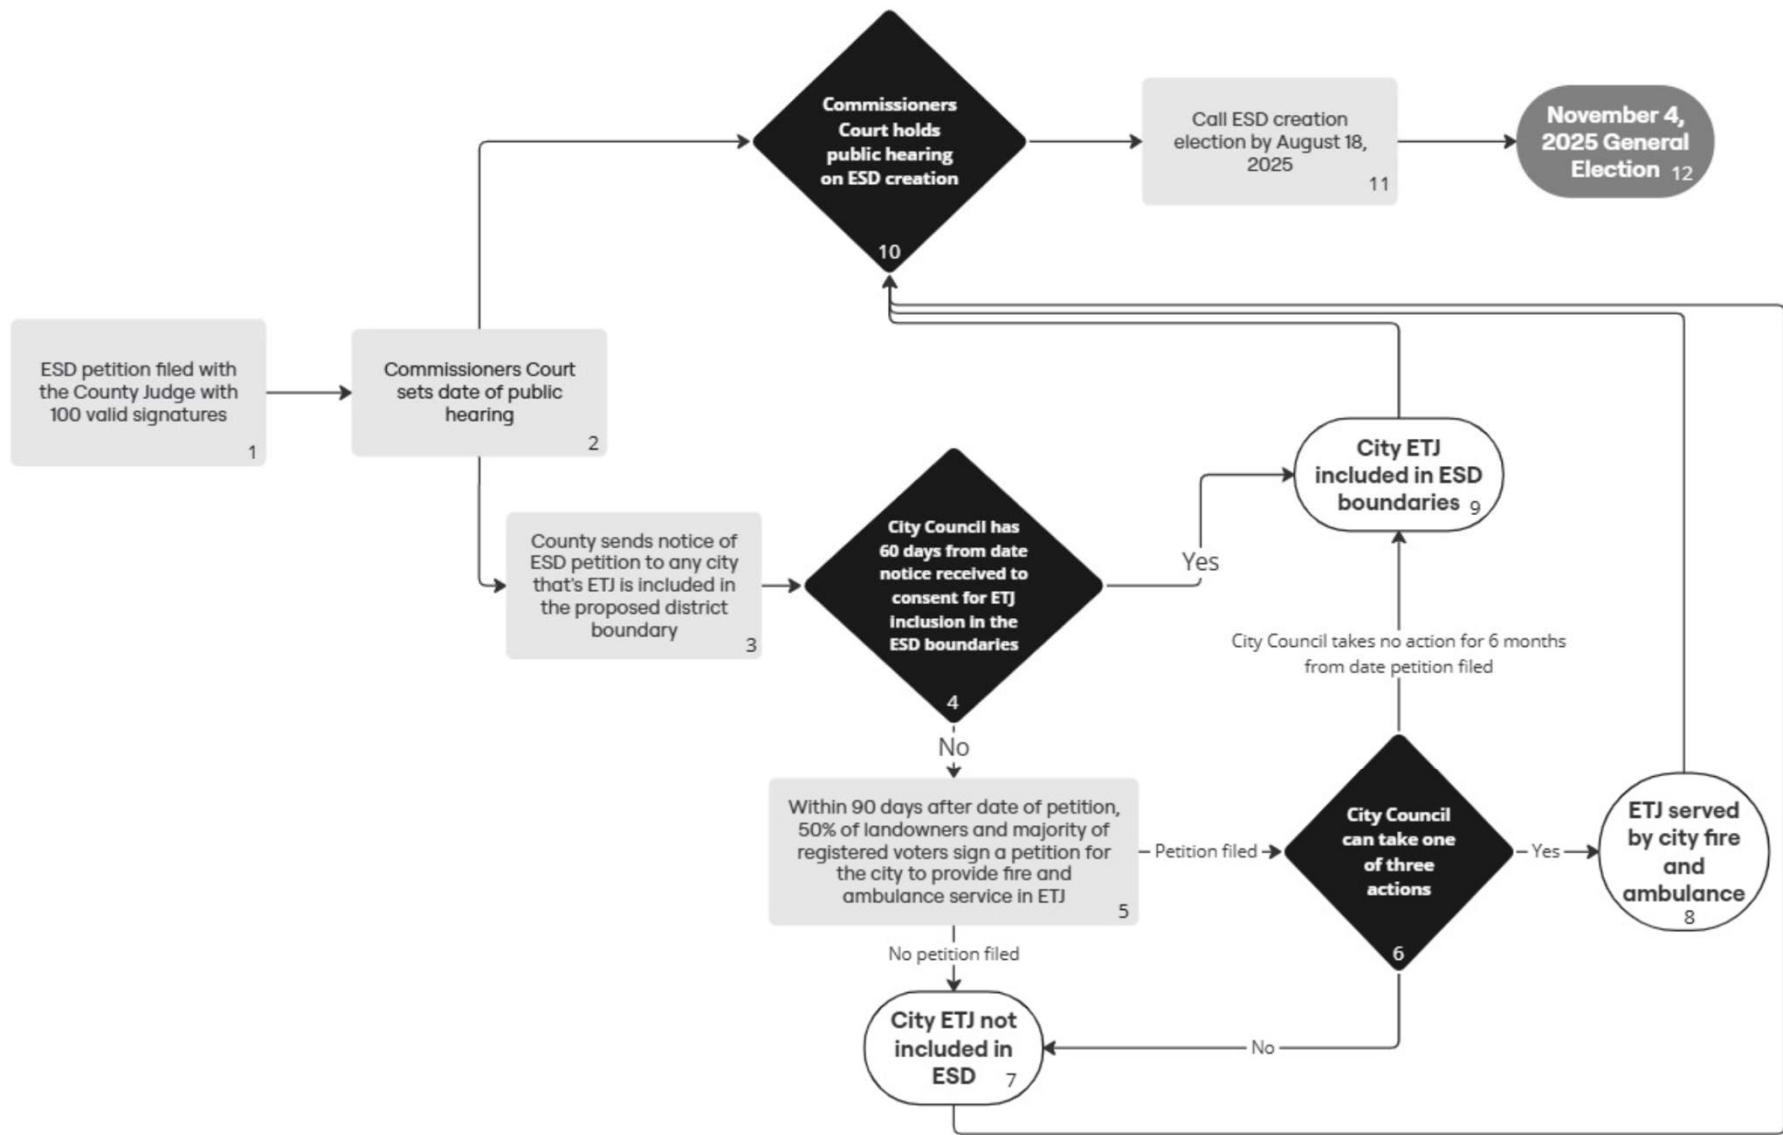 ESD petition filed with
the County Judge with
100 valid signatures
1
Commissioners Court
sets date of public
hearing
2
County sends notice of
ESD petition to any city
that's ETJ is included in
the proposed district
boundary
3
City Council has
60 days from date
notice received to
consent for ETJ
inclusion in the
ESD boundaries
4
Yes
No
Within 90 days after date of petition,
50% of landowners and majority of
registered voters sign a petition for
the city to provide fire and
ambulance service in ETJ
5
Petition filed
No petition filed
City Council
can take one
of three
actions
6
City Council takes no action for 6 months
from date petition filed
Yes
No
City ETJ not
included in
ESD 7
ETJ served
by city fire
and
ambulance
8
City ETJ
included in ESD
boundaries 9
Commissioners
Court holds
public hearing
on ESD creation
10
Call ESD creation
election by August 18,
2025
11
November 4,
2025 General
Election 12